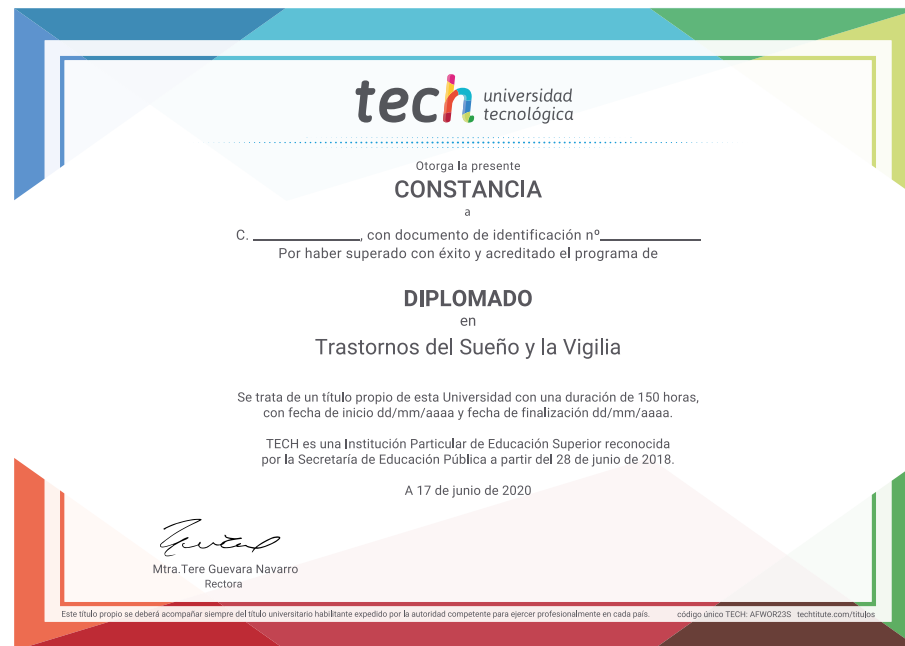 tech universidad
tecnológica
Otorga la presente
CONSTANCIA
a
C. ____________, con documento de identificación nº____________
Por haber superado con éxito y acreditado el programa de
DIPLOMADO
en
Trastornos del Sueño y la Vigilia
Se trata de un título propio de esta Universidad con una duración de 150 horas,
con fecha de inicio dd/mm/aaaa y fecha de finalización dd/mm/aaaa.
TECH es una Institución Particular de Educación Superior reconocida
por la Secretaría de Educación Pública a partir del 28 de junio de 2018.
A 17 de junio de 2020
Mtra.Tere Guevara Navarro
Rectora
Este título propio se deberá acompañar siempre del título universitario habilitante expedido por la autoridad competente para ejercer profesionalmente en cada país. código único TECH: AFWOR23S techtitute.com/titulos